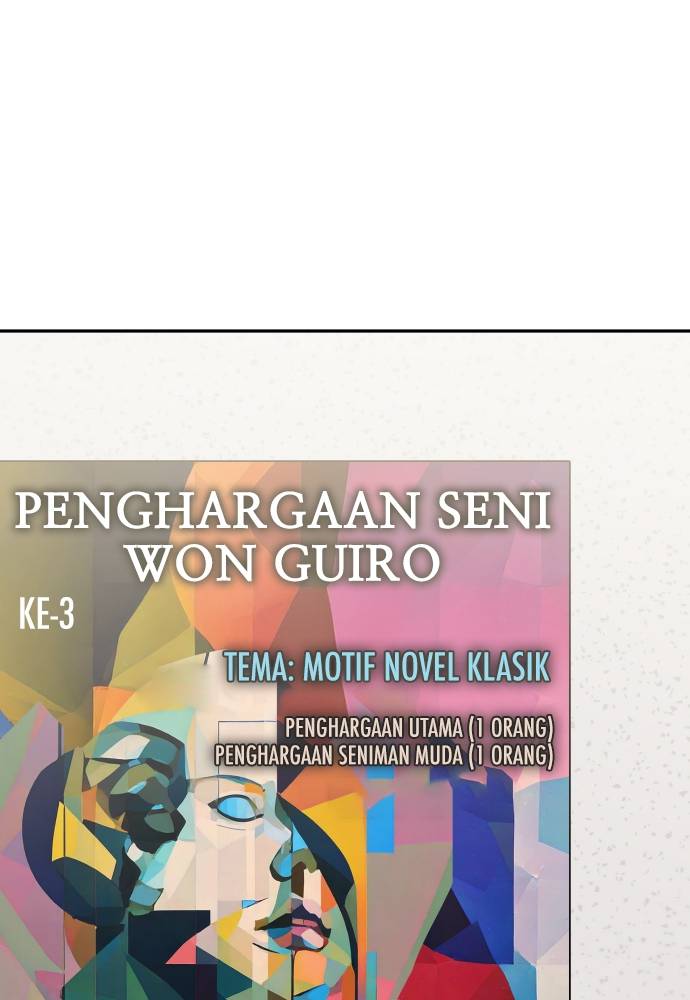 PENGHARGAAN SENI
WON GUIRO
KE-3
TEMA: MOTIF NOVEL KLASIK
PENGHARGAAN UTAMA (1 ORANG)
PENGHARGAAN SENIMAN MUDA (1 ORANG)